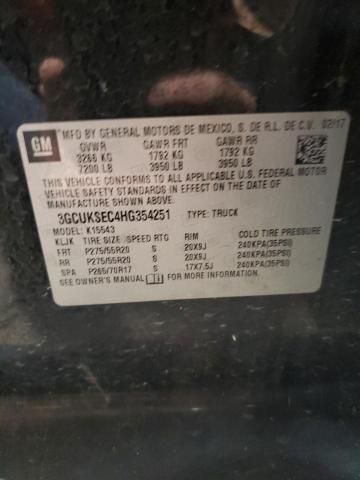 GM
MFD BY GENERAL MOTORS DE MEXICO, S. DE R.L. DE C.V. 02/17
GVWR GAWR FRT GAWR RR
3266 KG 1792 KG 1792 KG
7200 LB 3950 LB 3950 LB
THIS VEHICLE CONFORMS TO ALL APPLICABLE U.S. FEDERAL MOTOR
VEHICLE SAFETY STANDARDS IN EFFECT ON THE DATE OF
MANUFACTURE SHOWN ABOVE.
3GCUKSEC4HG354251 TYPE: TRUCK
MODEL: K15543
KLJK TIRE SIZE SPEED RTG RIM COLD TIRE PRESSURE
FRT P275/55R20 S 20X9J 240KPA(35PSI)
RR P275/55R20 S 20X9J 240KPA(35PSI)
SPA P265/70R17 S 17X7.5J 240KPA(35PSI)
SEE OWNER'S MANUAL FOR MORE INFORMATION.